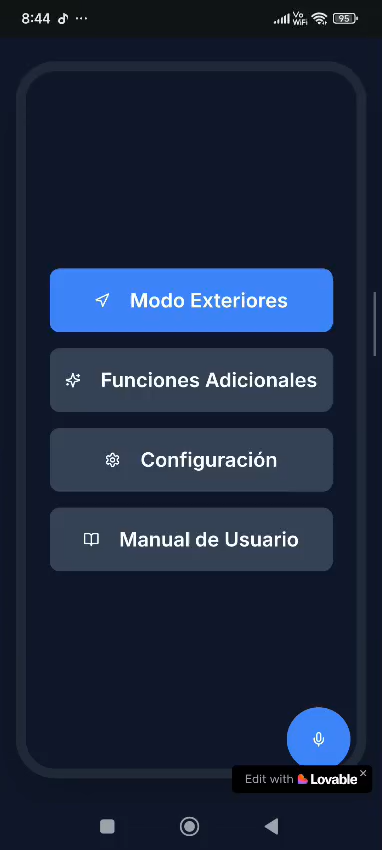 8:44
Vo
WiFi
95
Modo Exteriores
Funciones Adicionales
Configuración
Manual de Usuario
Edit with Lovable